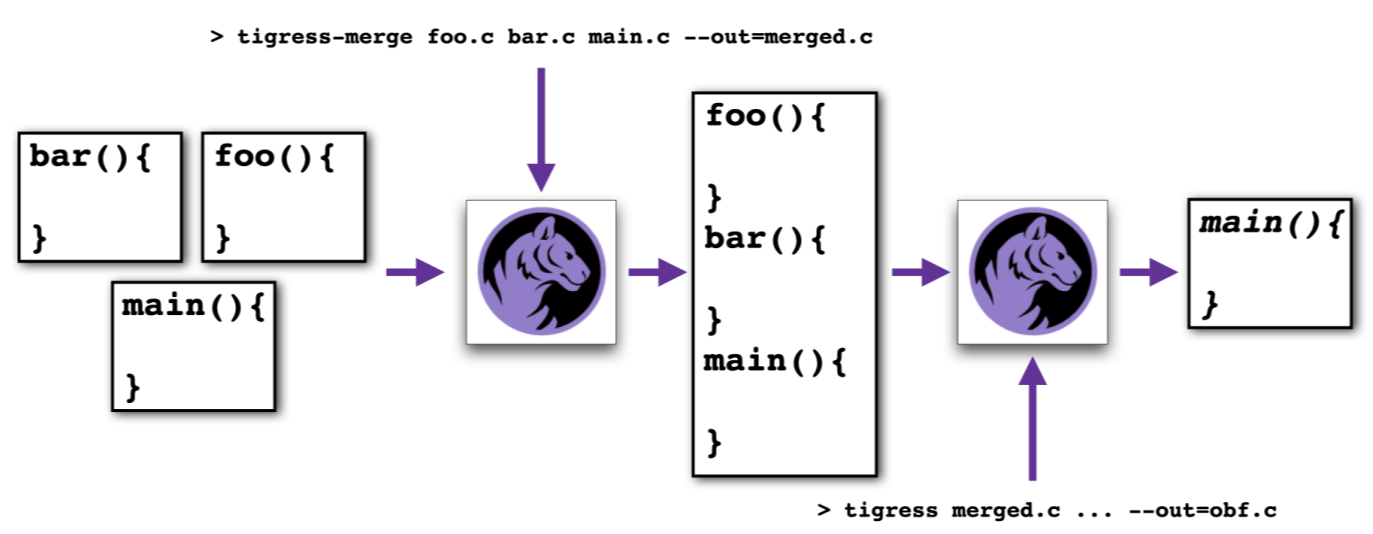 > tigress-merge foo.c bar.c main.c --out=merged.c
bar(){
}
foo(){
}
main(){
}
foo(){
}
bar(){
}
main(){
}
main(){
}
> tigress merged.c ... --out=obf.c